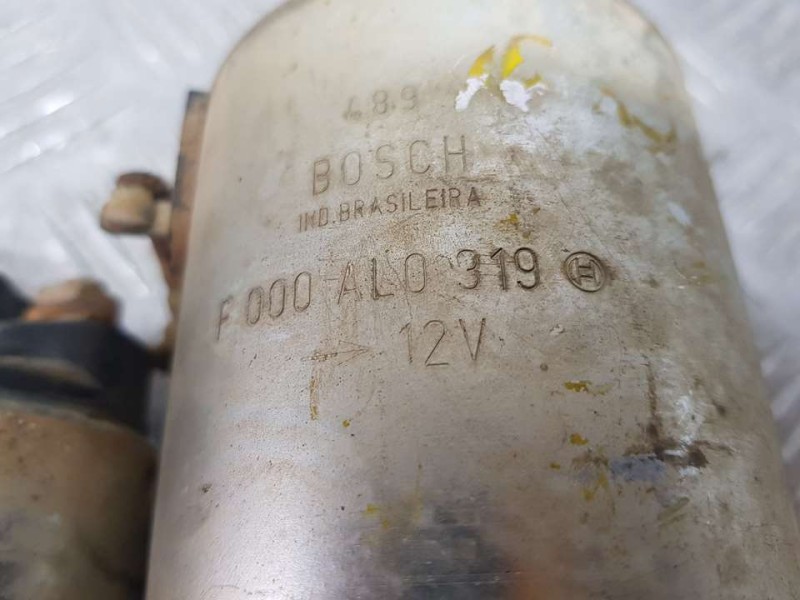 489
BOSCH
IND.BRASILEIRA
F 000 AL0 319 H
12V